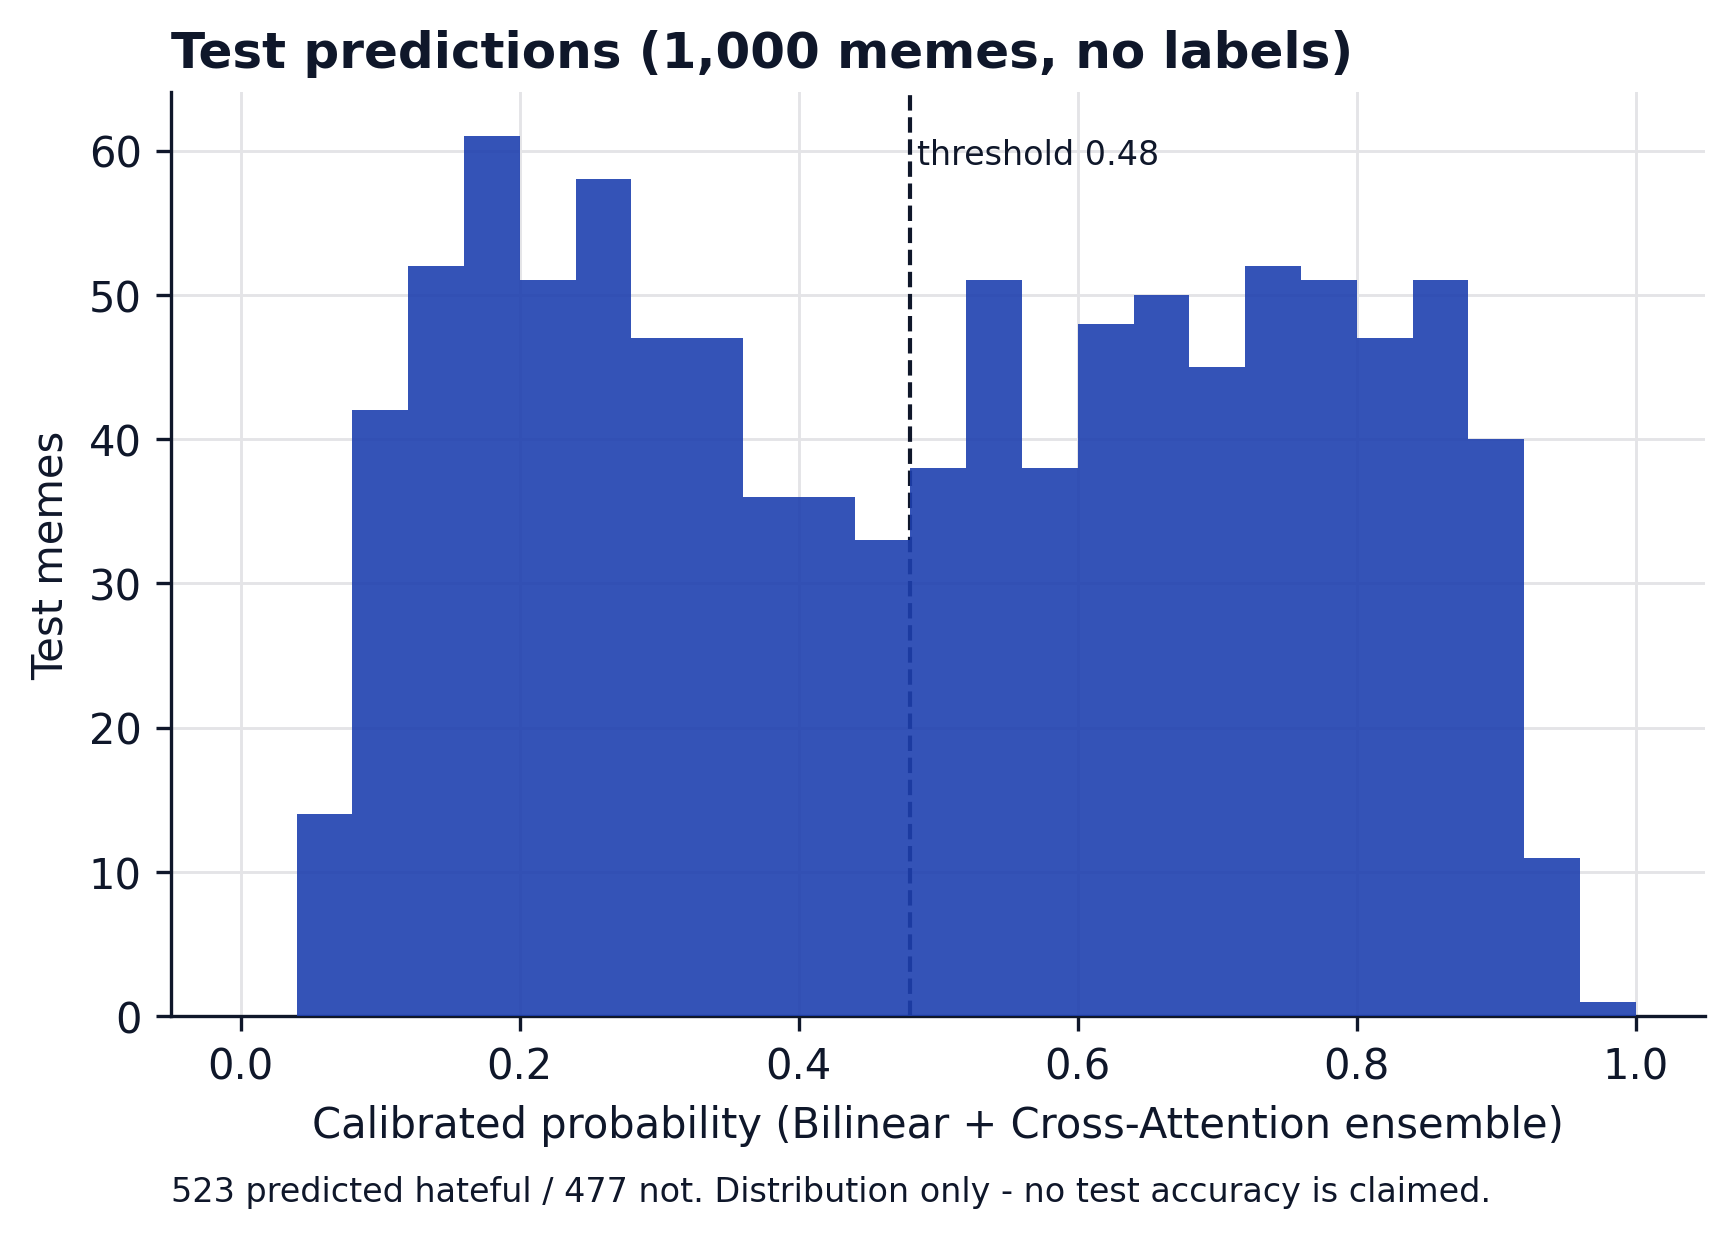 Test predictions (1,000 memes, no labels)
threshold 0.48
60
50
40
30
20
10
0
Test memes
0.0 0.2 0.4 0.6 0.8 1.0
Calibrated probability (Bilinear + Cross-Attention ensemble)
523 predicted hateful / 477 not. Distribution only - no test accuracy is claimed.